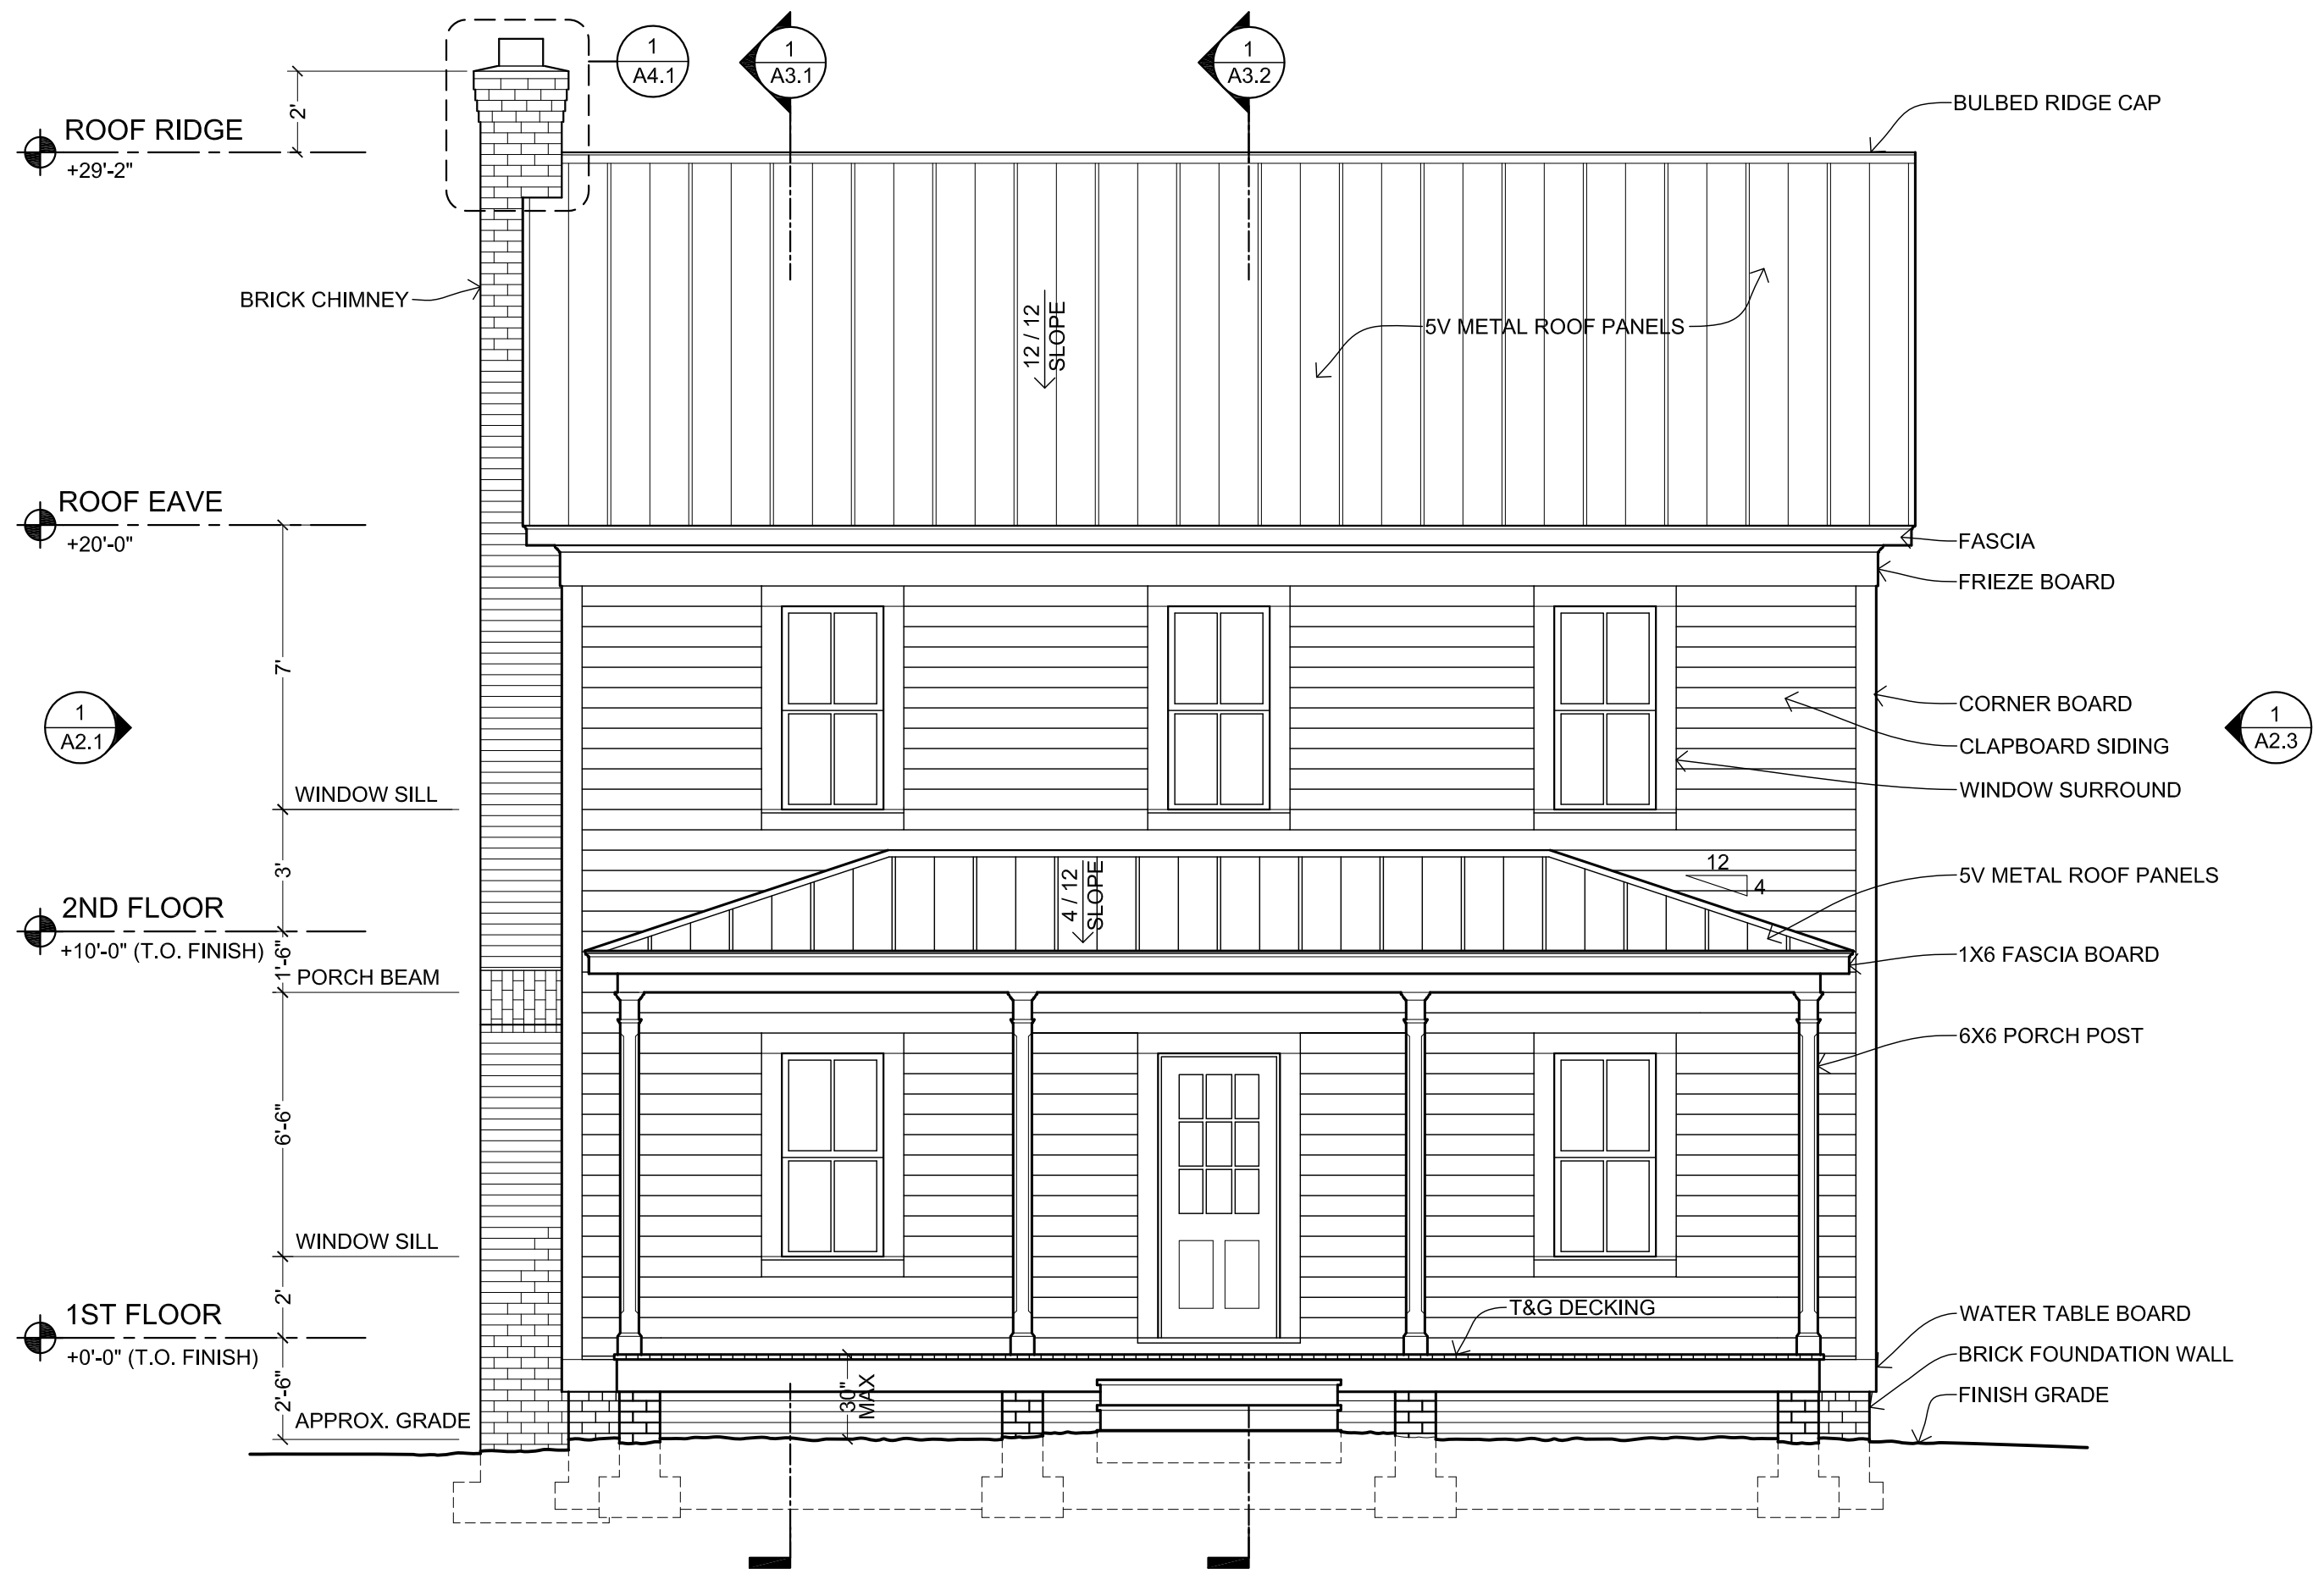 1
A4.1
1
A3.1
1
A3.2
BULBED RIDGE CAP
2'
ROOF RIDGE
+29'-2"
BRICK CHIMNEY
12 / 12
SLOPE
5V METAL ROOF PANELS
ROOF EAVE
+20'-0"
FASCIA
FRIEZE BOARD
7'
1
A2.1
CORNER BOARD
1
A2.3
CLAPBOARD SIDING
WINDOW SURROUND
WINDOW SILL
3'
4 / 12
SLOPE
12
4
5V METAL ROOF PANELS
2ND FLOOR
+10'-0" (T.O. FINISH)
1'-6"
1X6 FASCIA BOARD
PORCH BEAM
6X6 PORCH POST
6'-6"
WINDOW SILL
2'
T&G DECKING
1ST FLOOR
+0'-0" (T.O. FINISH)
WATER TABLE BOARD
BRICK FOUNDATION WALL
2'-6"
30"
MAX
FINISH GRADE
APPROX. GRADE